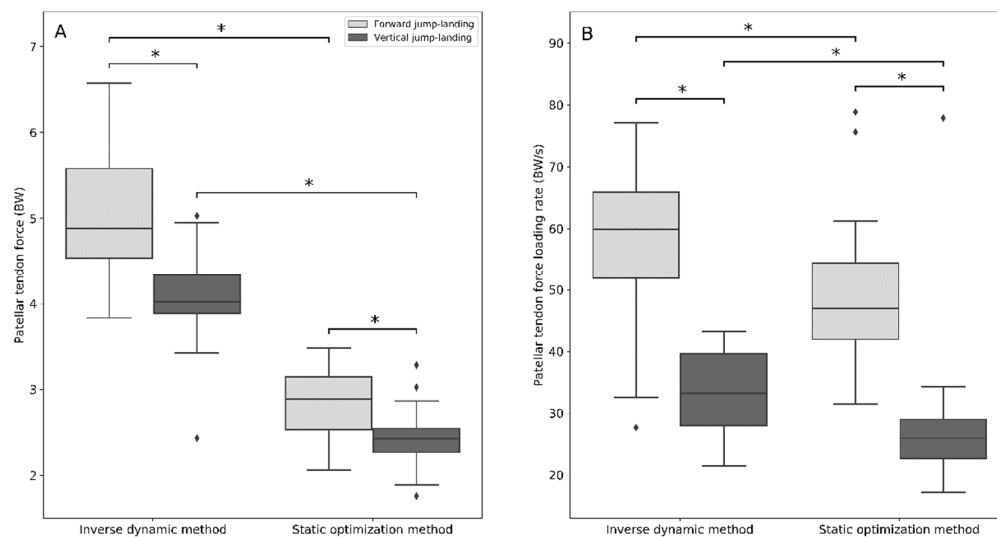 A
Forward jump-landing
Vertical jump-landing
*
*
*
*
7
6
5
4
3
2
Patellar tendon force (BW)
Inverse dynamic method
Static optimization method
B
*
*
*
*
90
80
70
60
50
40
30
20
Patellar tendon force loading rate (BW/s)
Inverse dynamic method
Static optimization method